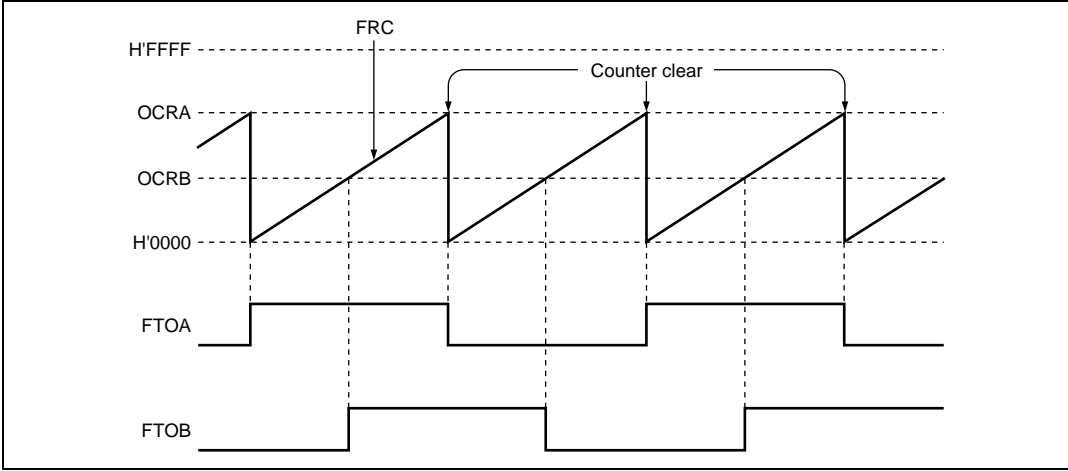 FRC
H'FFFF
Counter clear
OCRA
OCRB
H'0000
FTOA
FTOB